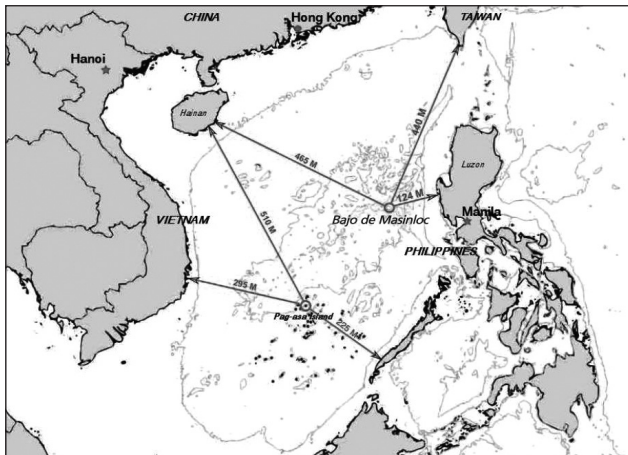 CHINA
TAIWAN
Hong Kong
Hanoi
Hainan
440 M
465 M
Luzon
124 M
Bajo de Masinloc
Manila
VIETNAM
510 M
PHILIPPINES
295 M
Pag-asa Island
225 M